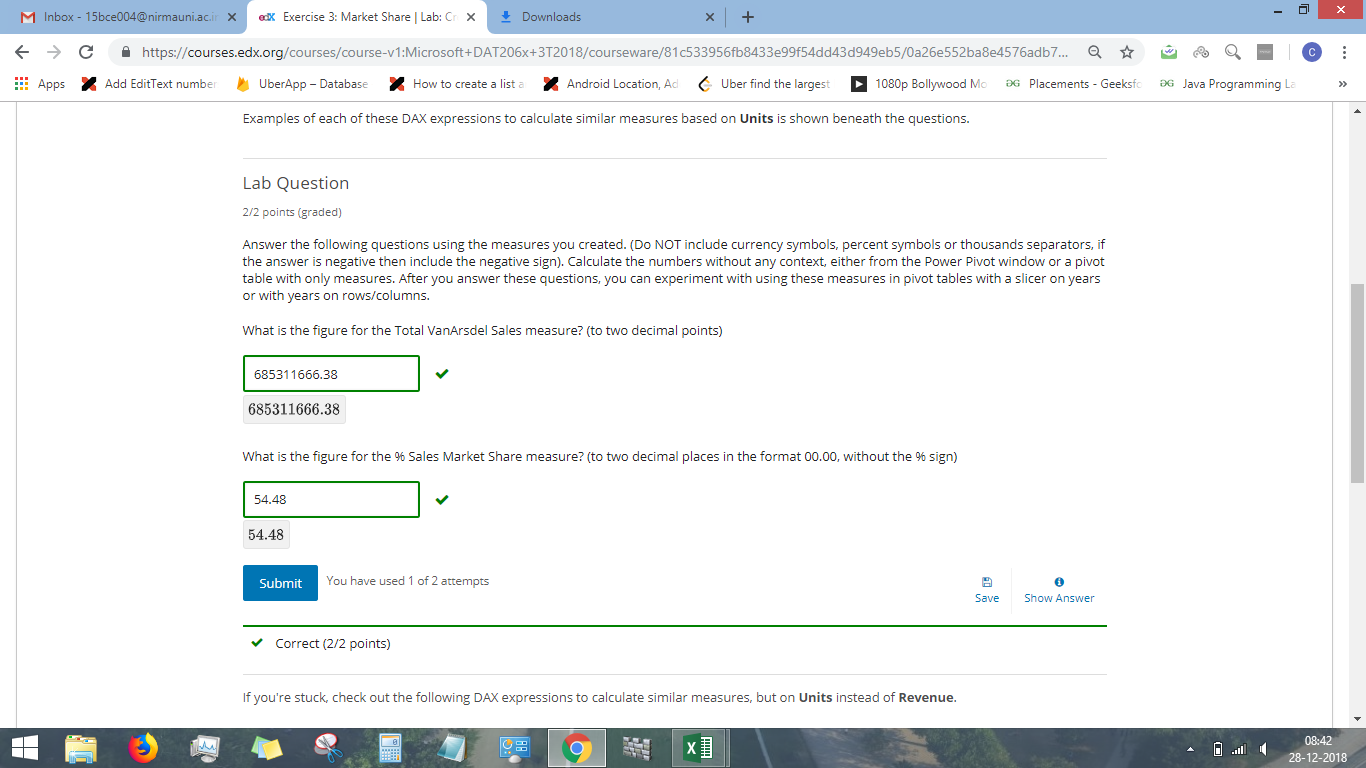 Inbox - 15bce004@nirmauni.ac.i
Exercise 3: Market Share | Lab: Cr
Downloads
https://courses.edx.org/courses/course-v1:Microsoft+DAT206x+3T2018/courseware/81c533956fb8433e99f54dd43d949eb5/0a26e552ba8e4576adb7...
C
Apps
Add EditText number
UberApp – Database
How to create a list a
Android Location, Ad
Uber find the largest
1080p Bollywood Mo
Placements - Geeksfo
Java Programming La
Examples of each of these DAX expressions to calculate similar measures based on Units is shown beneath the questions.
Lab Question
2/2 points (graded)
Answer the following questions using the measures you created. (Do NOT include currency symbols, percent symbols or thousands separators, if
the answer is negative then include the negative sign). Calculate the numbers without any context, either from the Power Pivot window or a pivot
table with only measures. After you answer these questions, you can experiment with using these measures in pivot tables with a slicer on years
or with years on rows/columns.
What is the figure for the Total VanArsdel Sales measure? (to two decimal points)
685311666.38
685311666.38
What is the figure for the % Sales Market Share measure? (to two decimal places in the format 00.00, without the % sign)
54.48
54.48
Submit
You have used 1 of 2 attempts
Save
Show Answer
Correct (2/2 points)
If you're stuck, check out the following DAX expressions to calculate similar measures, but on Units instead of Revenue.
08:42
28-12-2018